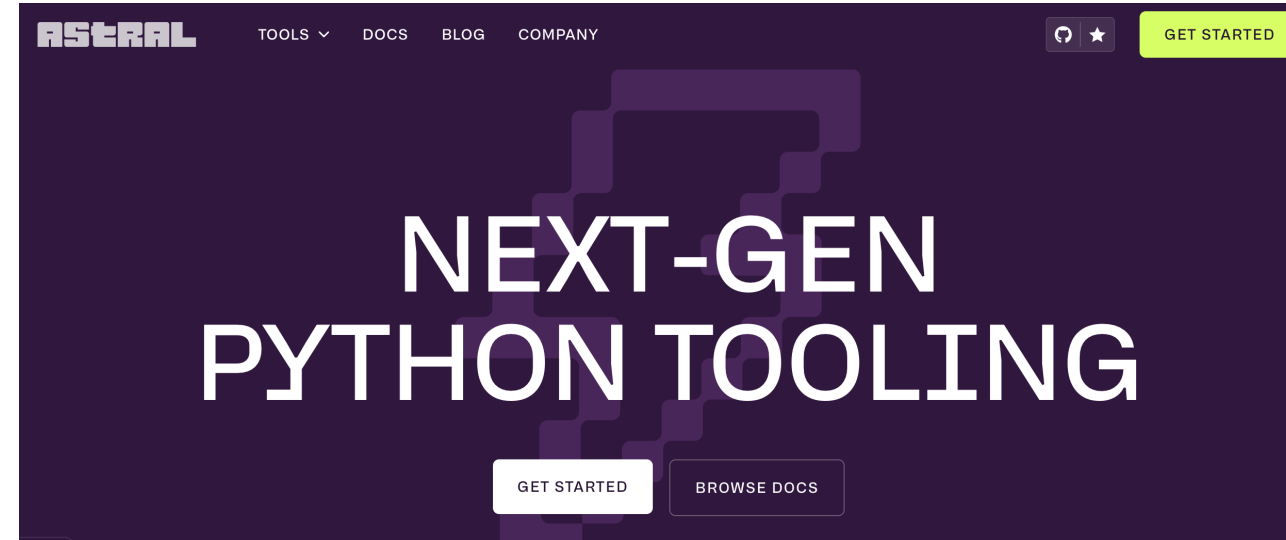 ASTRAL
TOOLS
DOCS
BLOG
COMPANY
GET STARTED
NEXT-GEN
PYTHON TOOLING
GET STARTED
BROWSE DOCS